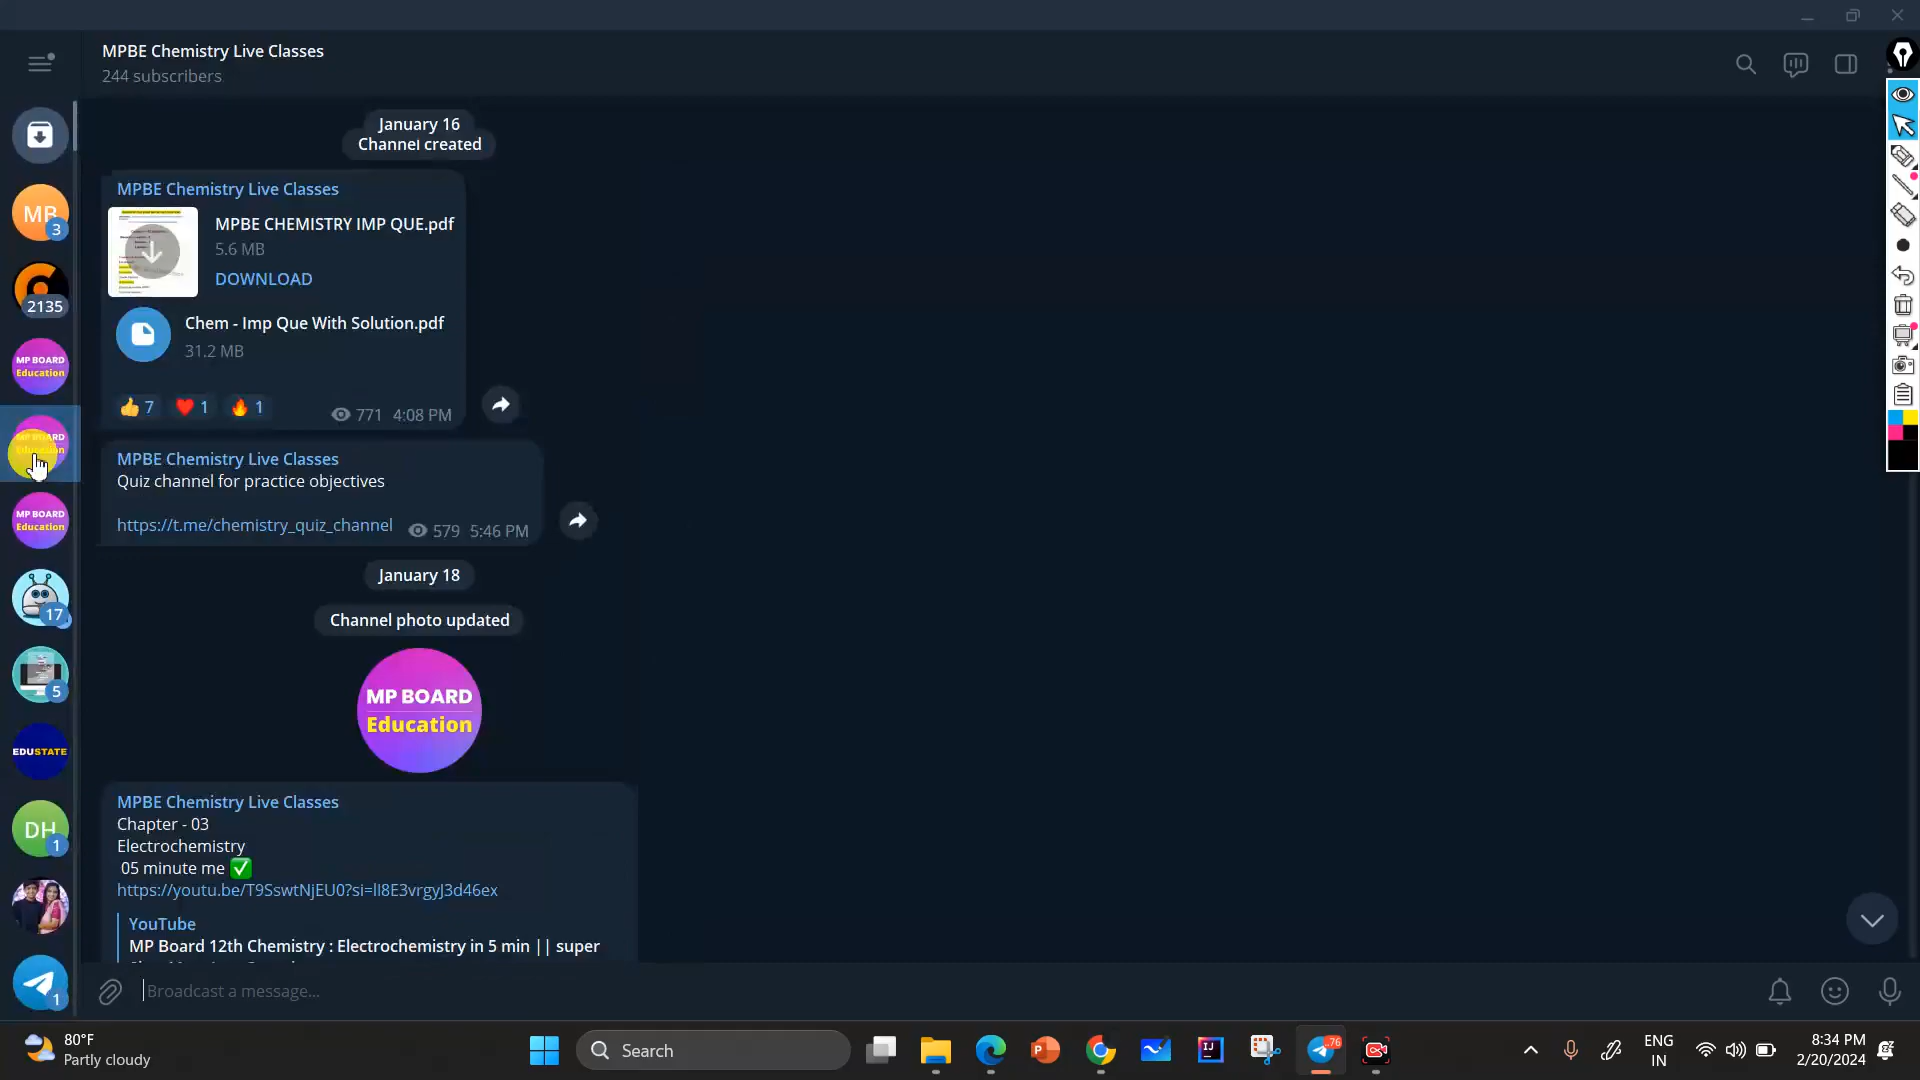 MPBE Chemistry Live Classes
244 subscribers
January 16
Channel created
MPBE Chemistry Live Classes
MPBE CHEMISTRY IMP QUE.pdf
5.6 MB
DOWNLOAD
Chem - Imp Que With Solution.pdf
31.2 MB
7 1 1 771 4:08 PM
MPBE Chemistry Live Classes
Quiz channel for practice objectives
https://t.me/chemistry_quiz_channel 579 5:46 PM
January 18
Channel photo updated
MP BOARD
Education
MPBE Chemistry Live Classes
Chapter - 03
Electrochemistry
05 minute me ✅
https://youtu.be/T9SswtNjEU0?si=lI8E3vrgyJ3d46ex
YouTube
MP Board 12th Chemistry : Electrochemistry in 5 min || super
Broadcast a message...
MB
3
2135
MP BOARD
Education
MP BOARD
Education
MP BOARD
Education
17
5
EDUSTATE
DH
1
1
80°F
Partly cloudy
Search
76
ENG
IN
8:34 PM
2/20/2024